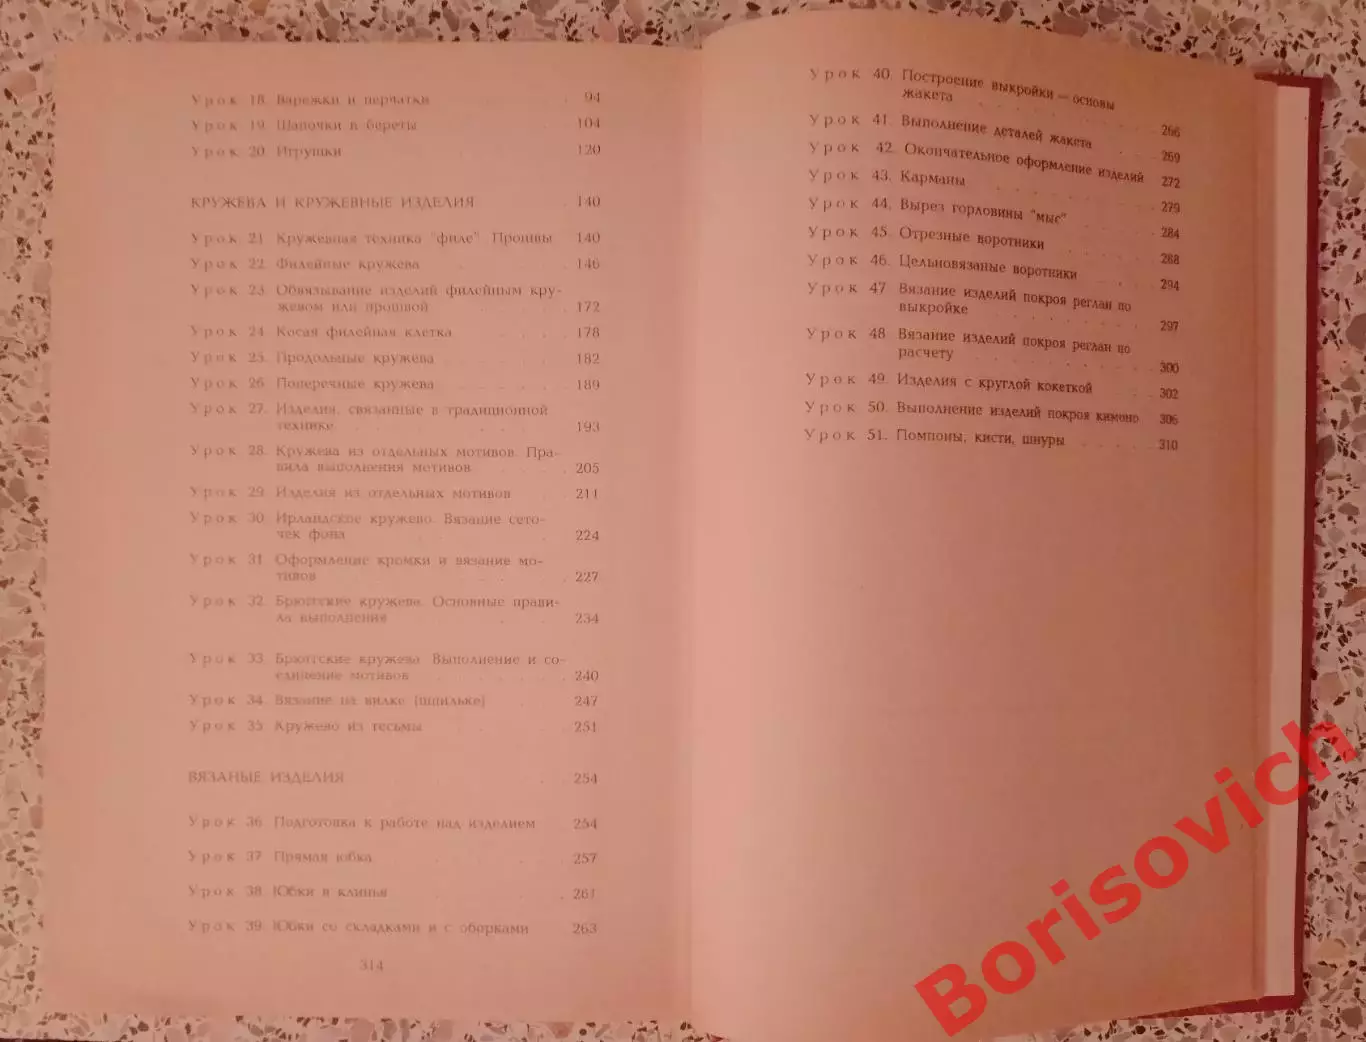 Урок 18. Варежки и перчатки . 94
Урок 19. Шапочки и береты . 104
Урок 20. Игрушки . 120
КРУЖЕВА И КРУЖЕВНЫЕ ИЗДЕЛИЯ . 140
Урок 21. Кружевная техника "филе". Прошвы 140
Урок 22. Филейные кружева . 146
Урок 23. Обвязывание изделий филейным кру-
жевом или прошвой . 172
Урок 24. Косая филейная клетка . 178
Урок 25. Продольные кружева . 182
Урок 26. Поперечные кружева . 189
Урок 27. Изделия, связанные в традиционной
технике . 193
Урок 28. Кружева из отдельных мотивов. Пра-
вила выполнения мотивов . 205
Урок 29. Изделия из отдельных мотивов . 211
Урок 30. Ирландское кружево. Вязание сето-
чек фона . 224
Урок 31. Оформление кромки и вязание мо-
тивов . 227
Урок 32. Брюггские кружева. Основные прави-
ла выполнения . 234
Урок 33. Брюггские кружева. Выполнение и со-
единение мотивов . 240
Урок 34. Вязание на вилке (шпильке) . 247
Урок 35. Кружево из тесьмы . 251
ВЯЗАНЫЕ ИЗДЕЛИЯ . 254
Урок 36. Подготовка к работе над изделием . 254
Урок 37. Прямая юбка . 257
Урок 38. Юбки в клинья . 261
Урок 39. Юбки со складками и с оборками . 263
314
Урок 40. Построение выкройки — основы
жакета . 266
Урок 41. Выполнение деталей жакета . 269
Урок 42. Окончательное оформление изделий 272
Урок 43. Карманы . 279
Урок 44. Вырез горловины "мыс" . 284
Урок 45. Отрезные воротники . 288
Урок 46. Цельновязаные воротники . 294
Урок 47. Вязание изделий покроя реглан по
выкройке . 297
Урок 48. Вязание изделий покроя реглан по
расчету . 300
Урок 49. Изделия с круглой кокеткой . 302
Урок 50. Выполнение изделий покроя кимоно 306
Урок 51. Помпоны, кисти, шнуры . 310
Borisovich